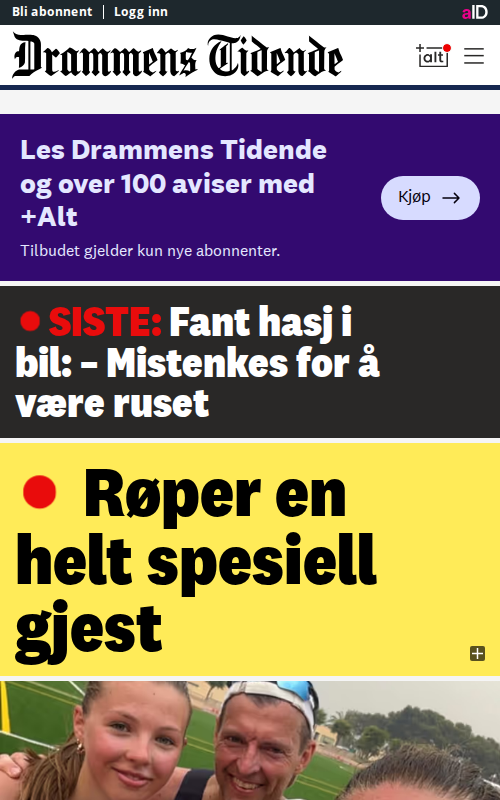 Bli abonnent | Logg inn
aID
Drammens Tidende
+alt
Les Drammens Tidende
og over 100 aviser med
+Alt
Kjøp →
Tilbudet gjelder kun nye abonnenter.
SISTE: Fant hasj i
bil: – Mistenkes for å
være ruset
Røper en
helt spesiell
gjest